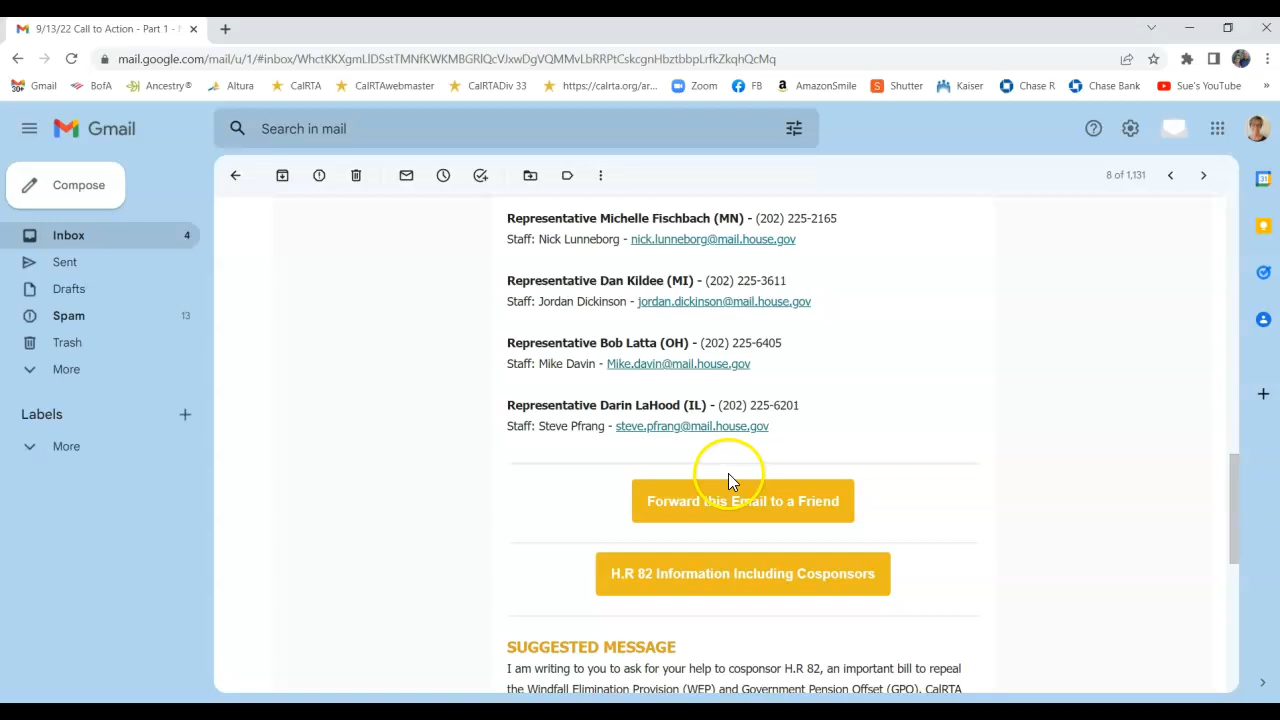 9/13/22 Call to Action - Part 1 -
mail.google.com/mail/u/1/#inbox/WhctKKXgmLlDSstTMNfKWKMBGRlQcVJxwDgVQMMvLbRRPtCskcgnHbztbbpLrfkZkqhQcMq
Gmail BofA Ancestry® Altura CalRTA CalRTAwebmaster CalRTADiv 33 https://calrta.org/ar... Zoom FB AmazonSmile Shutter Kaiser Chase R Chase Bank Sue's YouTube »
Gmail
Search in mail
Compose
8 of 1,131
Inbox 4
Sent
Drafts
Spam 13
Trash
More
Labels
More
Representative Michelle Fischbach (MN) - (202) 225-2165
Staff: Nick Lunneborg - nick.lunneborg@mail.house.gov
Representative Dan Kildee (MI) - (202) 225-3611
Staff: Jordan Dickinson - jordan.dickinson@mail.house.gov
Representative Bob Latta (OH) - (202) 225-6405
Staff: Mike Davin - Mike.davin@mail.house.gov
Representative Darin LaHood (IL) - (202) 225-6201
Staff: Steve Pfrang - steve.pfrang@mail.house.gov
Forward this Email to a Friend
H.R 82 Information Including Cosponsors
SUGGESTED MESSAGE
I am writing to you to ask for your help to cosponsor H.R 82, an important bill to repeal
the Windfall Elimination Provision (WEP) and Government Pension Offset (GPO). CalRTA